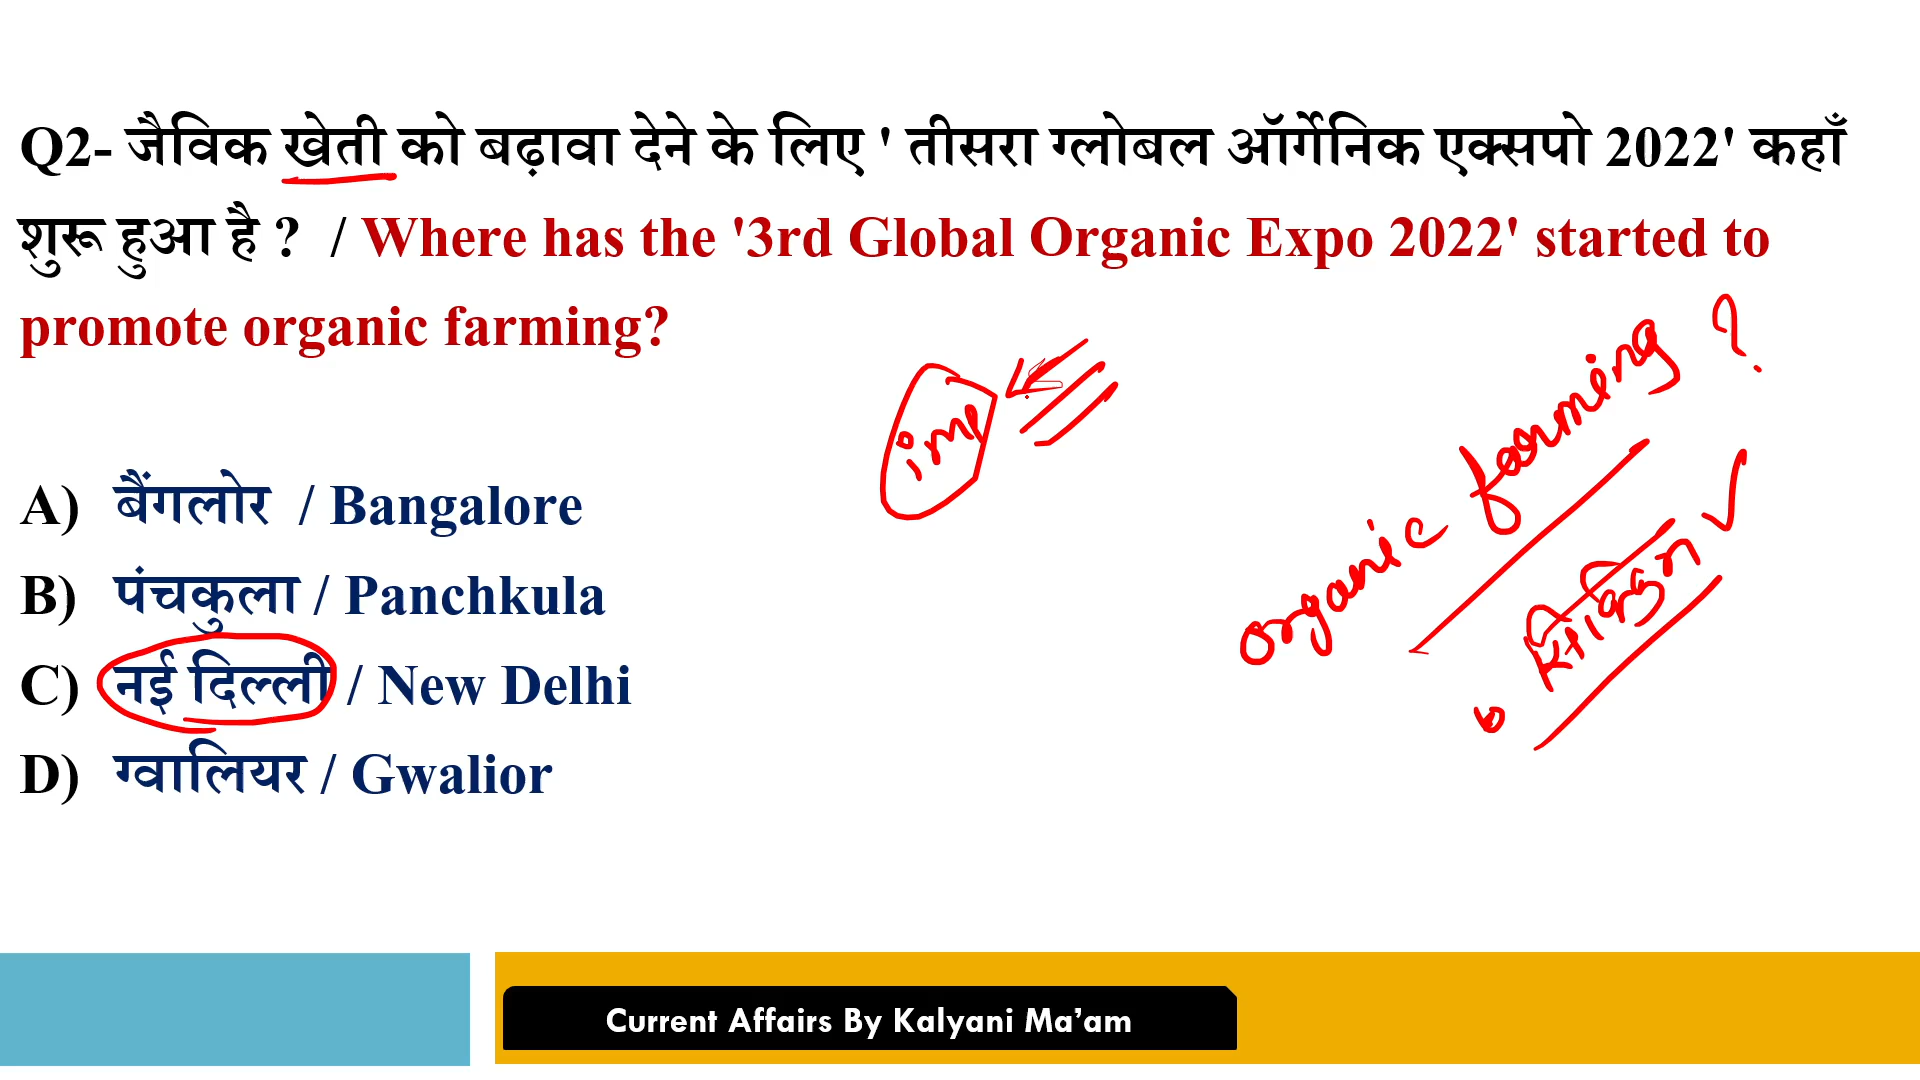 Q2- जैविक खेती को बढ़ावा देने के लिए ' तीसरा ग्लोबल ऑर्गेनिक एक्सपो 2022' कहाँ
शुरू हुआ है ? / Where has the '3rd Global Organic Expo 2022' started to
promote organic farming?
imp
organic farming ?
A) बैंगलोर / Bangalore
B) पंचकुला / Panchkula
C) नई दिल्ली / New Delhi
D) ग्वालियर / Gwalior
सिक्किम
Current Affairs By Kalyani Ma’am